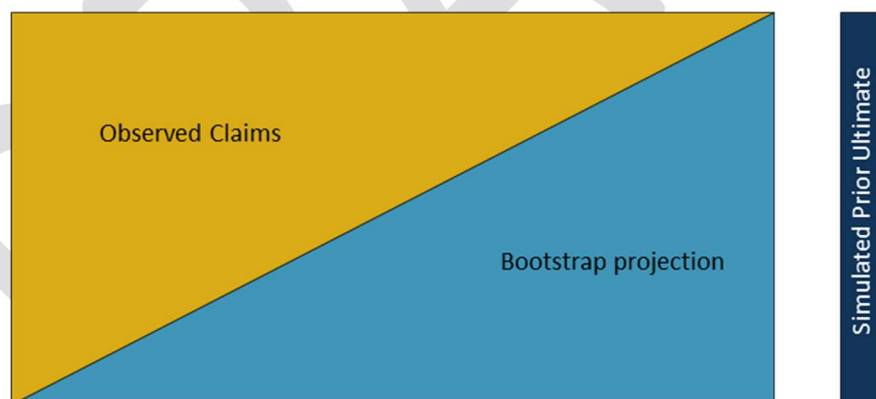 Observed Claims
Bootstrap projection
Simulated Prior Ultimate